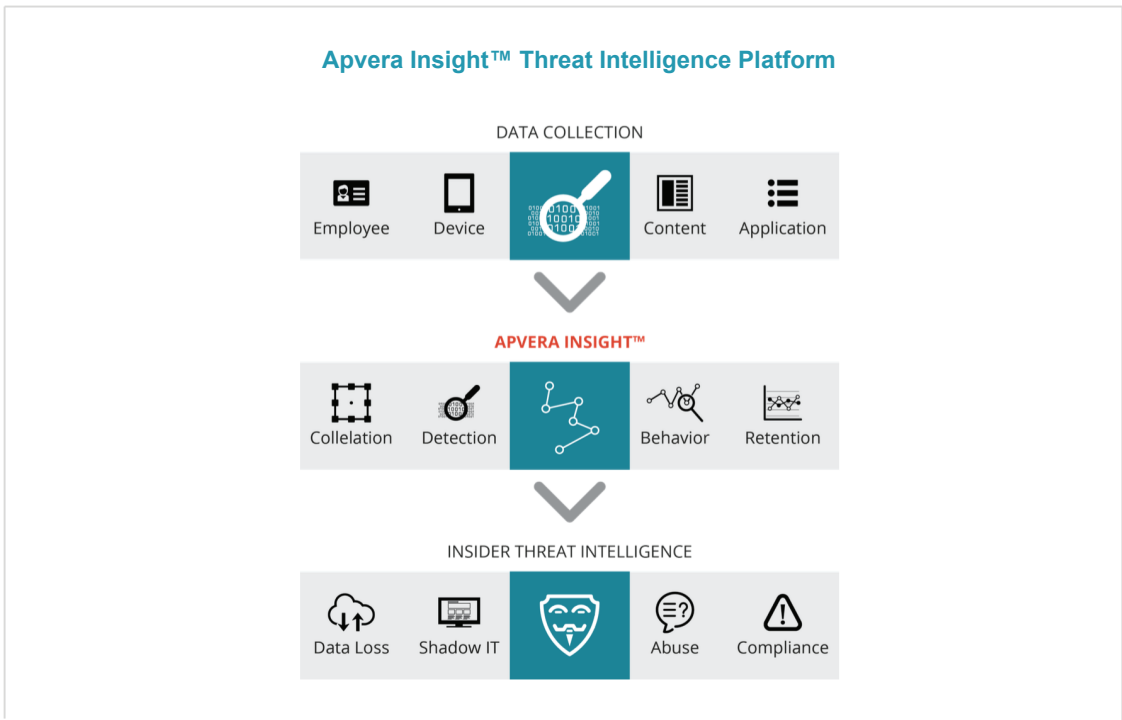 Apvera Insight™ Threat Intelligence Platform
DATA COLLECTION
Employee
Device
Content
Application
APVERA INSIGHT™
Collelation
Detection
Behavior
Retention
INSIDER THREAT INTELLIGENCE
Data Loss
Shadow IT
Abuse
Compliance